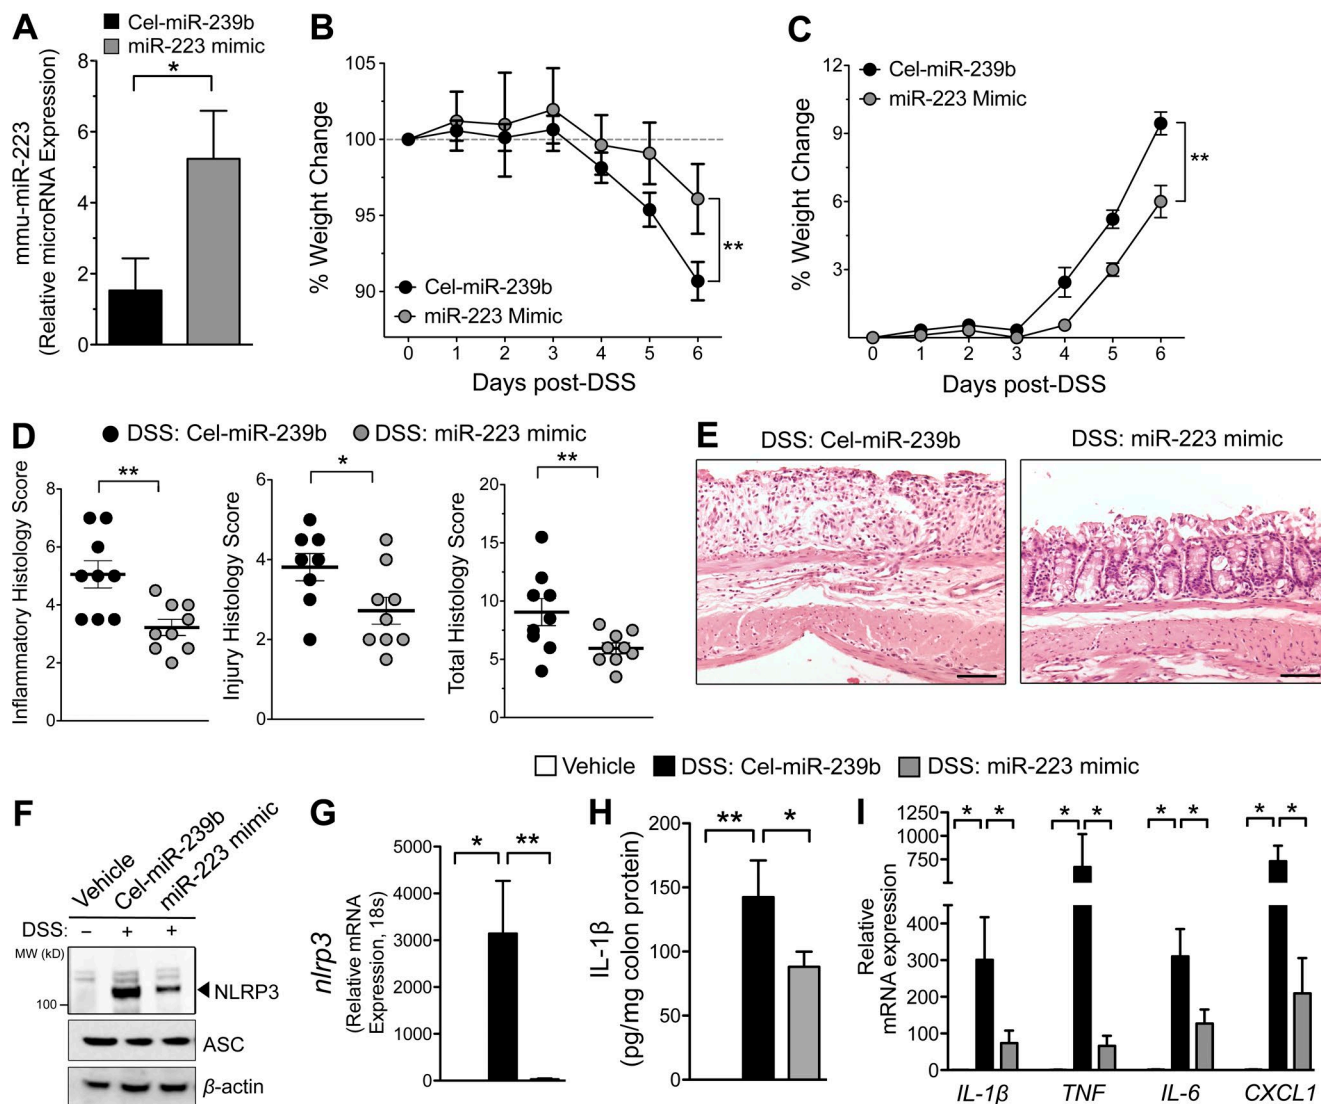 A
Cel-miR-239b
miR-223 mimic
mmu-miR-223
(Relative microRNA Expression)
8
6
4
2
0
*
B
% Weight Change
105
100
95
90
Cel-miR-239b
miR-223 Mimic
**
0 1 2 3 4 5 6
Days post-DSS
C
% Weight Change
12
9
6
3
Cel-miR-239b
miR-223 Mimic
**
0 1 2 3 4 5 6
Days post-DSS
D
DSS: Cel-miR-239b
DSS: miR-223 mimic
Inflammatory Histology Score
8
6
4
2
0
**
Injury Histology Score
6
4
2
0
*
Total Histology Score
20
15
10
5
0
**
E
DSS: Cel-miR-239b
DSS: miR-223 mimic
Vehicle
DSS: Cel-miR-239b
DSS: miR-223 mimic
F
Vehicle
Cel-miR-239b
miR-223 mimic
DSS: – + +
MW (kD)
100
NLRP3
ASC
β-actin
G
nlrp3
(Relative mRNA
Expression, 18s)
5000
4000
3000
2000
1000
0
* **
H
IL-1β
(pg/mg colon protein)
200
150
100
50
0
** *
I
Relative
mRNA expression
1250
1000
750
400
300
200
100
0
* * * * * * * *
IL-1β TNF IL-6 CXCL1